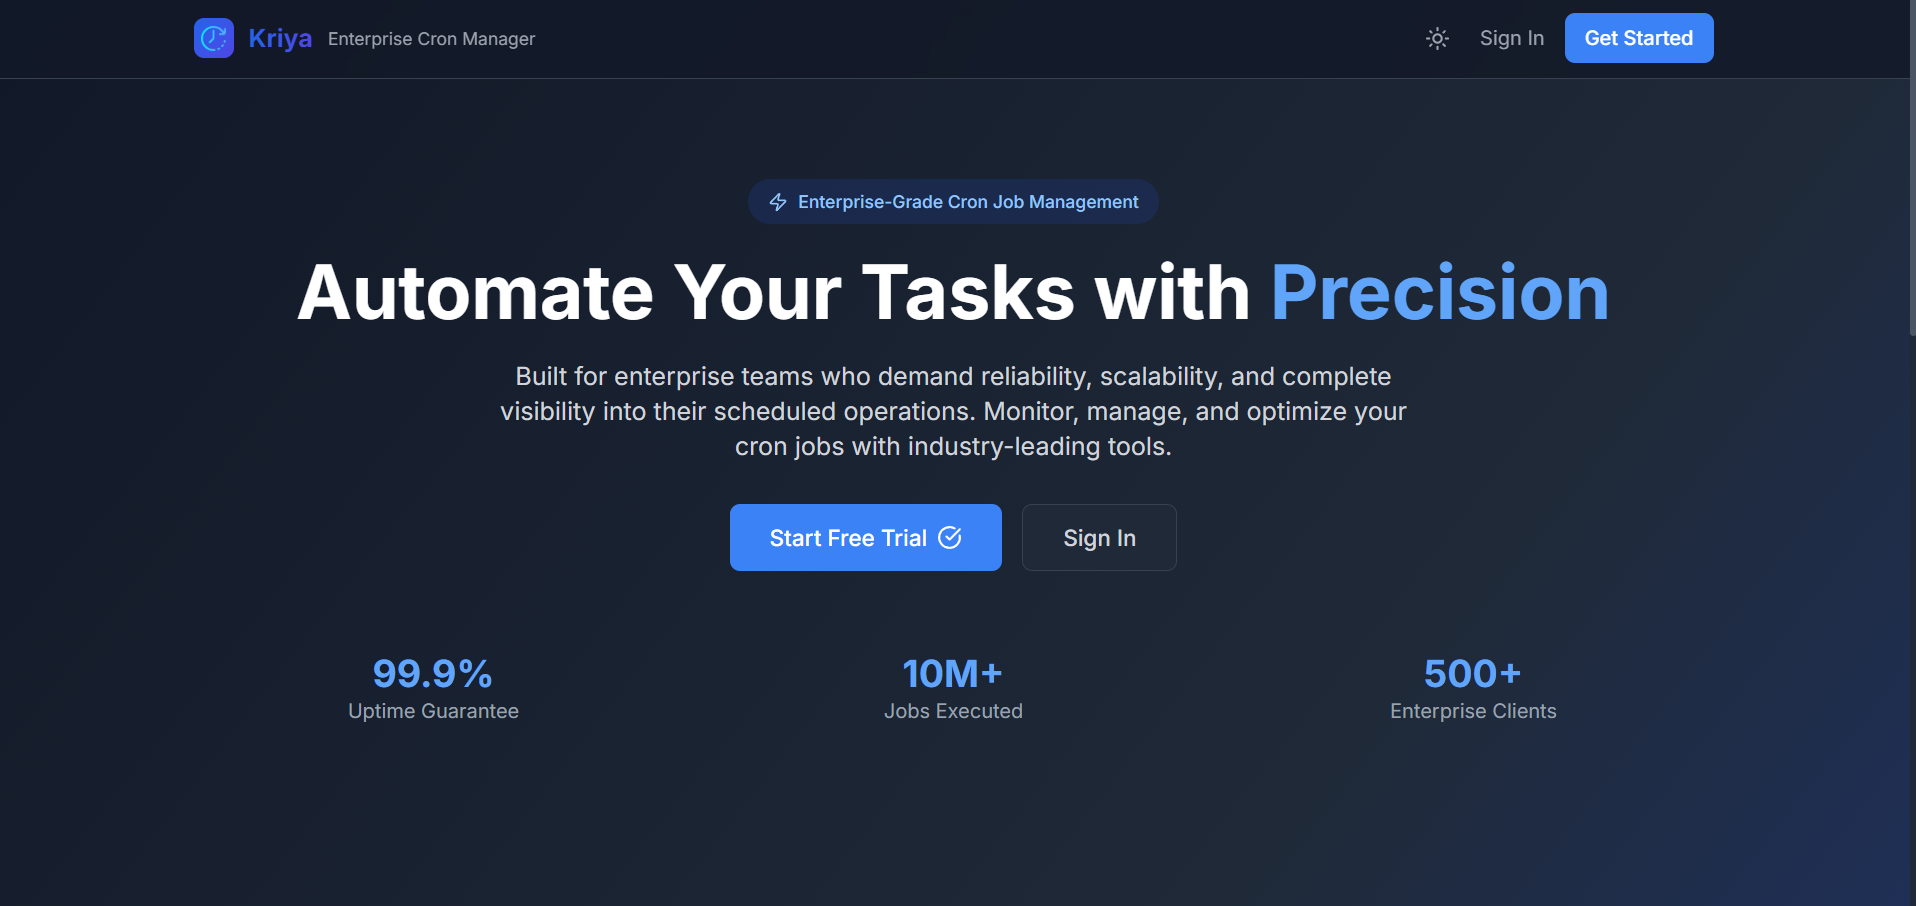 Kriya Enterprise Cron Manager Sign In Get Started
Enterprise-Grade Cron Job Management
Automate Your Tasks with Precision
Built for enterprise teams who demand reliability, scalability, and complete
visibility into their scheduled operations. Monitor, manage, and optimize your
cron jobs with industry-leading tools.
Start Free Trial Sign In
99.9% 10M+ 500+
Uptime Guarantee Jobs Executed Enterprise Clients